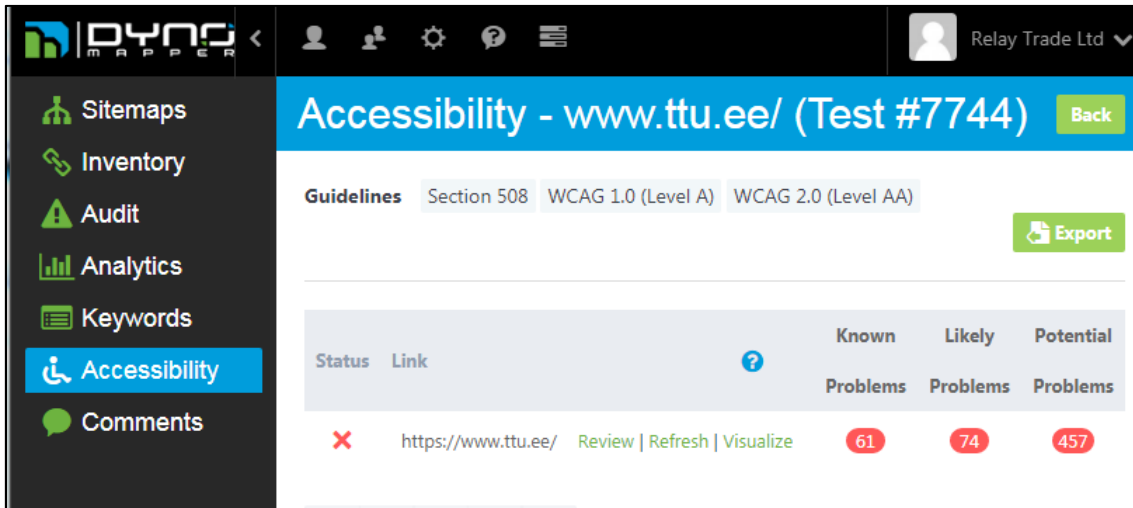 DYNO
MAPPER
Relay Trade Ltd
Sitemaps
Inventory
Audit
Analytics
Keywords
Accessibility
Comments
Accessibility - www.ttu.ee/ (Test #7744)
Back
Guidelines Section 508 WCAG 1.0 (Level A) WCAG 2.0 (Level AA)
Export
Status Link Known Problems Likely Problems Potential Problems
https://www.ttu.ee/ Review | Refresh | Visualize 61 74 457